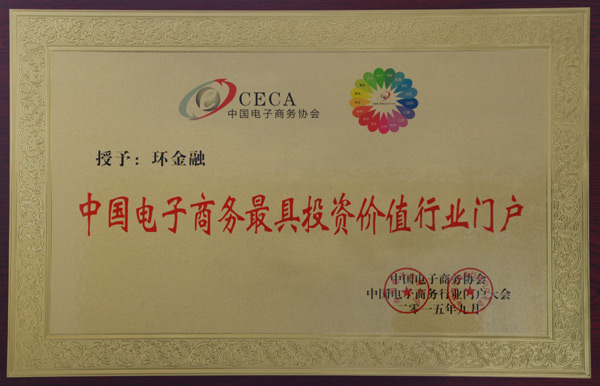 CECA
中国电子商务协会
授予：环金融
中国电子商务最具投资价值行业门户
中国电子商务协会
中国电子商务行业门户大会
二零一五年九月